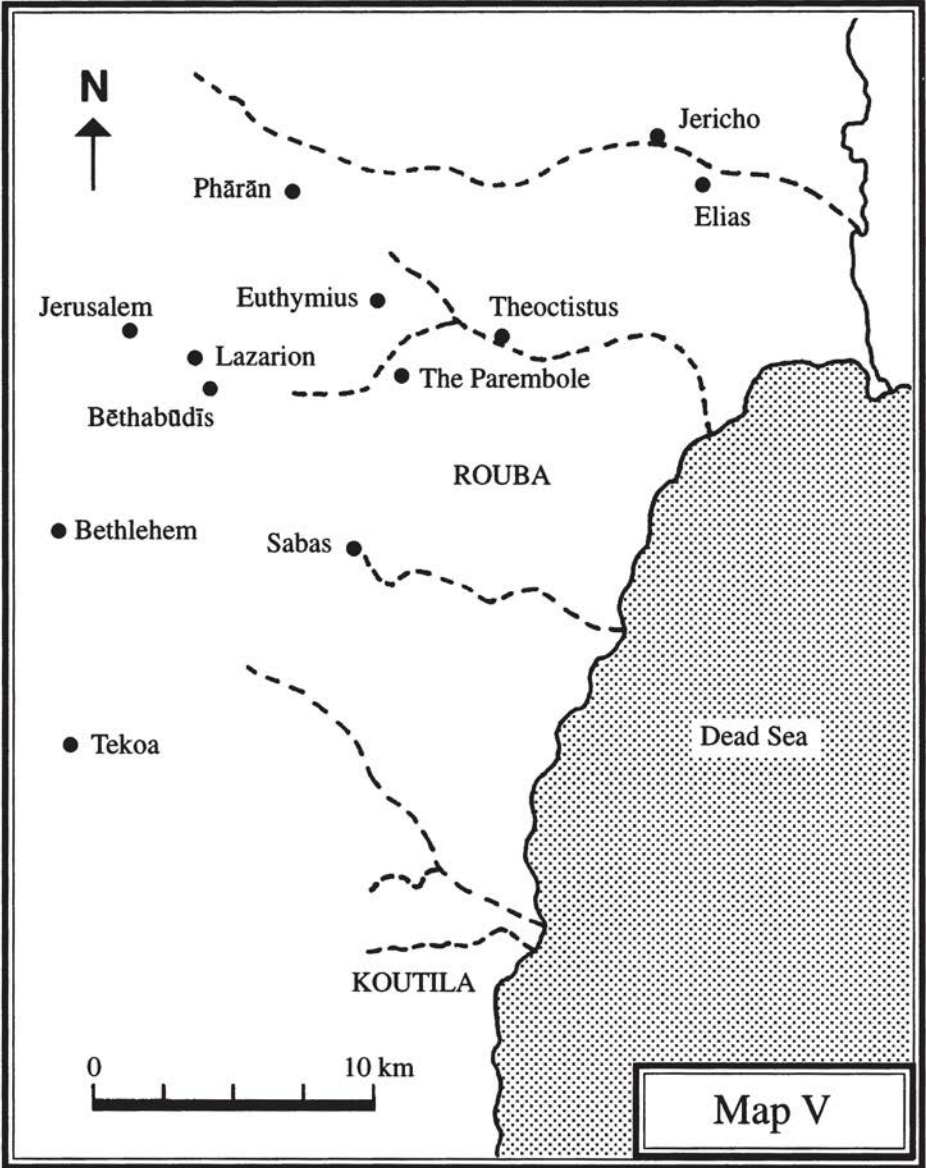 N
Jericho
Phārān
Elias
Euthymius
Theoctistus
Jerusalem
Lazarion
The Parembole
Bēthabūdīs
ROUBA
Bethlehem
Sabas
Tekoa
Dead Sea
KOUTILA
0 10 km
Map V